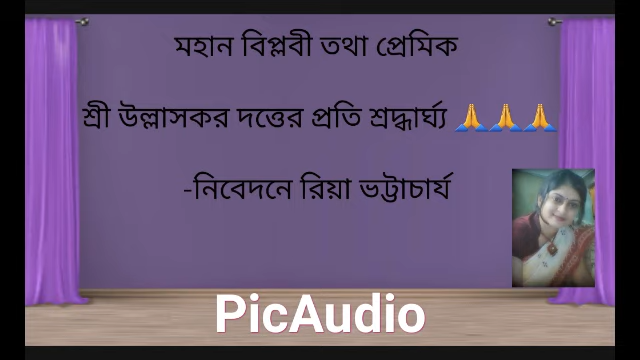 মহান বিপ্লবী তথা প্রেমিক
শ্রী উল্লাসকর দত্তের প্রতি শ্রদ্ধার্ঘ্য 🙏🙏🙏
-নিবেদনে রিয়া ভট্টাচার্য
PicAudio